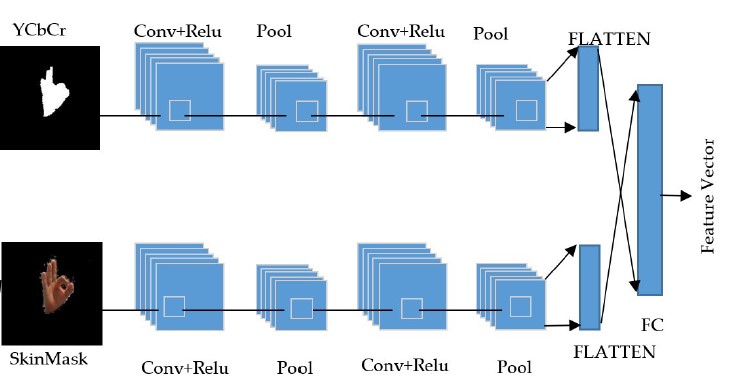 YCbCr
Conv+Relu
Pool
Conv+Relu
Pool
FLATTEN
Feature Vector
FC
SkinMask
Conv+Relu
Pool
Conv+Relu
Pool
FLATTEN